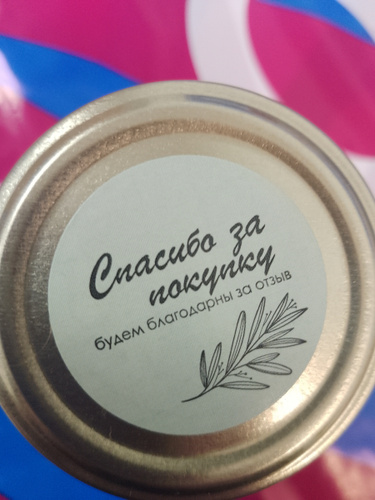 Спасибо за
покупку
будем благодарны за отзыв